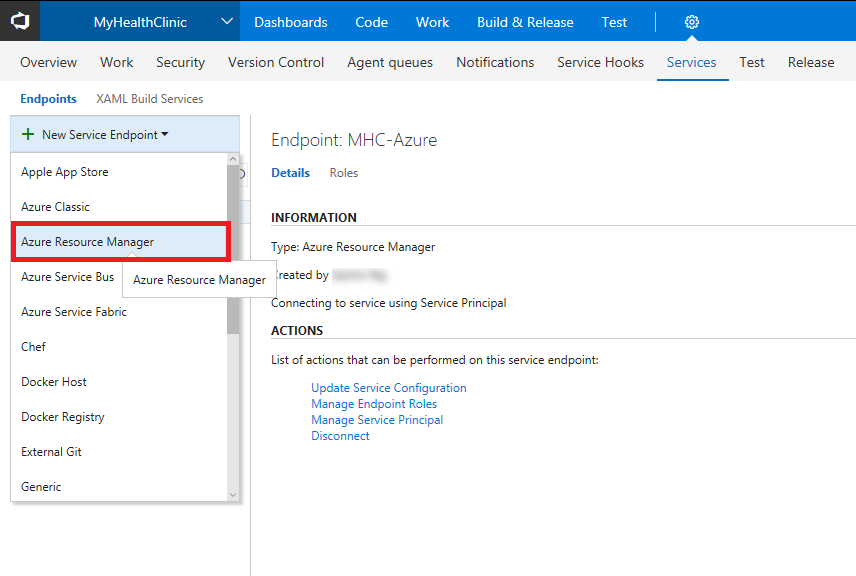 MyHealthClinic Dashboards Code Work Build & Release Test
Overview Work Security Version Control Agent queues Notifications Service Hooks Services Test Release
Endpoints XAML Build Services
+ New Service Endpoint
Apple App Store
Azure Classic
Azure Resource Manager
Azure Service Bus
Azure Resource Manager
Azure Service Fabric
Chef
Docker Host
Docker Registry
External Git
Generic
Endpoint: MHC-Azure
Details Roles
INFORMATION
Type: Azure Resource Manager
reated by
Connecting to service using Service Principal
ACTIONS
List of actions that can be performed on this service endpoint:
Update Service Configuration
Manage Endpoint Roles
Manage Service Principal
Disconnect